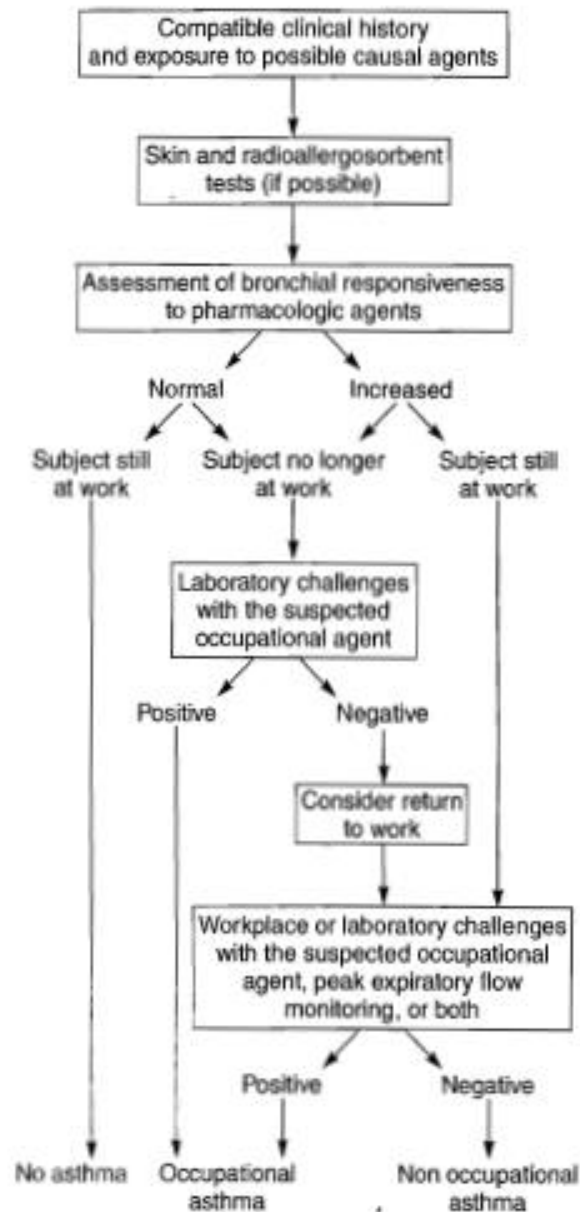 Compatible clinical history
and exposure to possible causal agents
Skin and radioallergosorbent
tests (if possible)
Assessment of bronchial responsiveness
to pharmacologic agents
Normal
Increased
Subject still
at work
Subject no longer
at work
Subject still
at work
Laboratory challenges
with the suspected
occupational agent
Positive
Negative
Consider return
to work
Workplace or laboratory challenges
with the suspected occupational
agent, peak expiratory flow
monitoring, or both
Positive
Negative
No asthma
Occupational
asthma
Non occupational
asthma